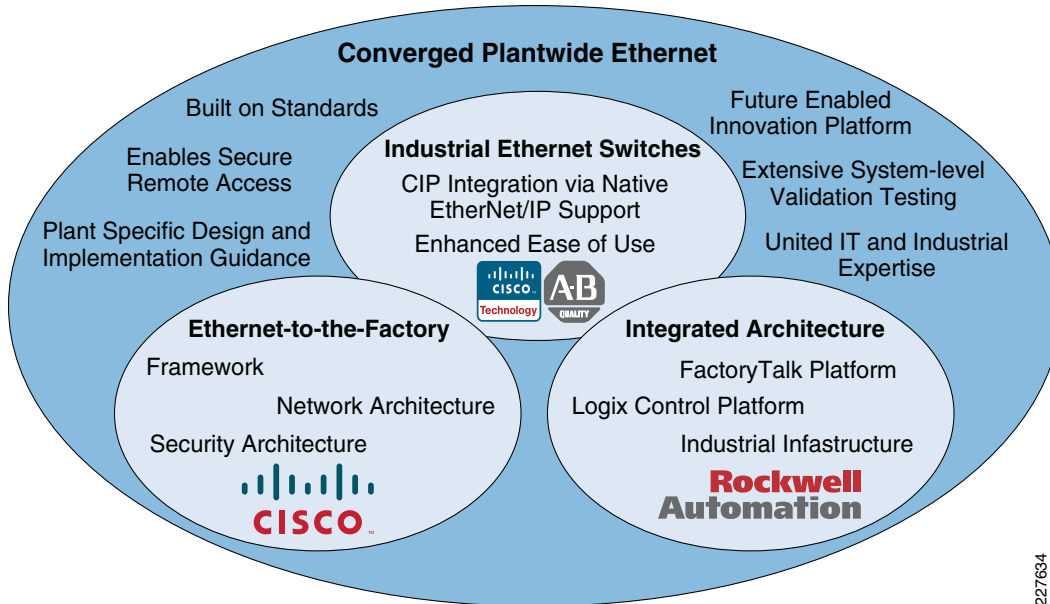 Converged Plantwide Ethernet
Built on Standards
Enables Secure
Remote Access
Plant Specific Design and
Implementation Guidance
Future Enabled
Innovation Platform
Extensive System-level
Validation Testing
United IT and Industrial
Expertise
Industrial Ethernet Switches
CIP Integration via Native
EtherNet/IP Support
Enhanced Ease of Use
CISCO
Technology
A·B
QUALITY
Ethernet-to-the-Factory
Framework
Network Architecture
Security Architecture
CISCO™
Integrated Architecture
FactoryTalk Platform
Logix Control Platform
Industrial Infastructure
Rockwell
Automation
227634